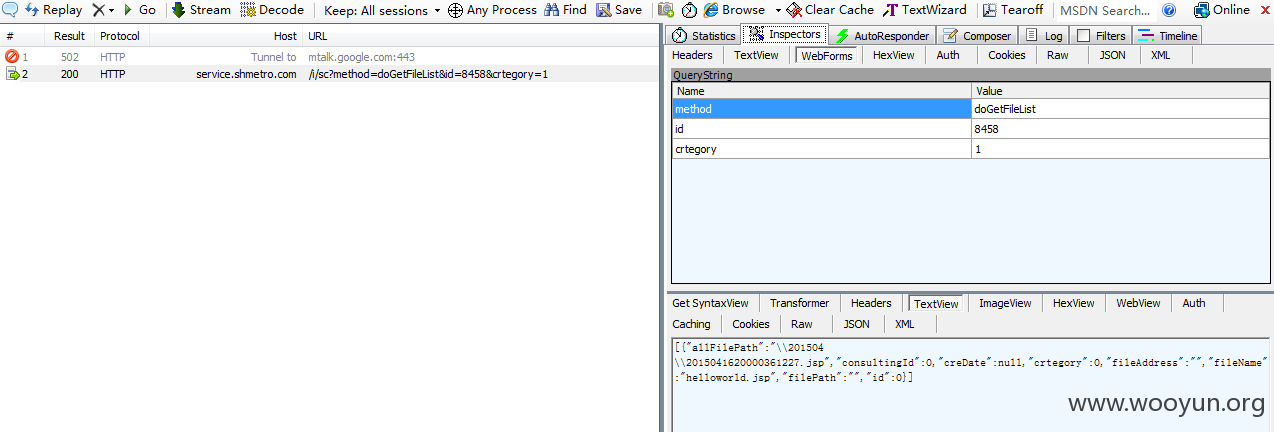 Replay X Go Stream Decode Keep: All sessions Any Process Find Save Browse Clear Cache TextWizard Tearoff MSDN Search... Online
# Result Protocol Host URL
1 502 HTTP Tunnel to mtalk.google.com:443
2 200 HTTP service.shmetro.com /i/sc?method=doGetFileList&id=8458&crtegory=1
Statistics Inspectors AutoResponder Composer Log Filters Timeline
Headers TextView WebForms HexView Auth Cookies Raw JSON XML
QueryString
Name Value
method doGetFileList
id 8458
crtegory 1
Get SyntaxView Transformer Headers TextView ImageView HexView WebView Auth
Caching Cookies Raw JSON XML
[{"allFilePath":"\\201504
\\2015041620000361227.jsp","consultingId":0,"creDate":null,"crtegory":0,"fileAddress":"","fileName"
:"helloworld.jsp","filePath":"","id":0}]
www.wooyun.org